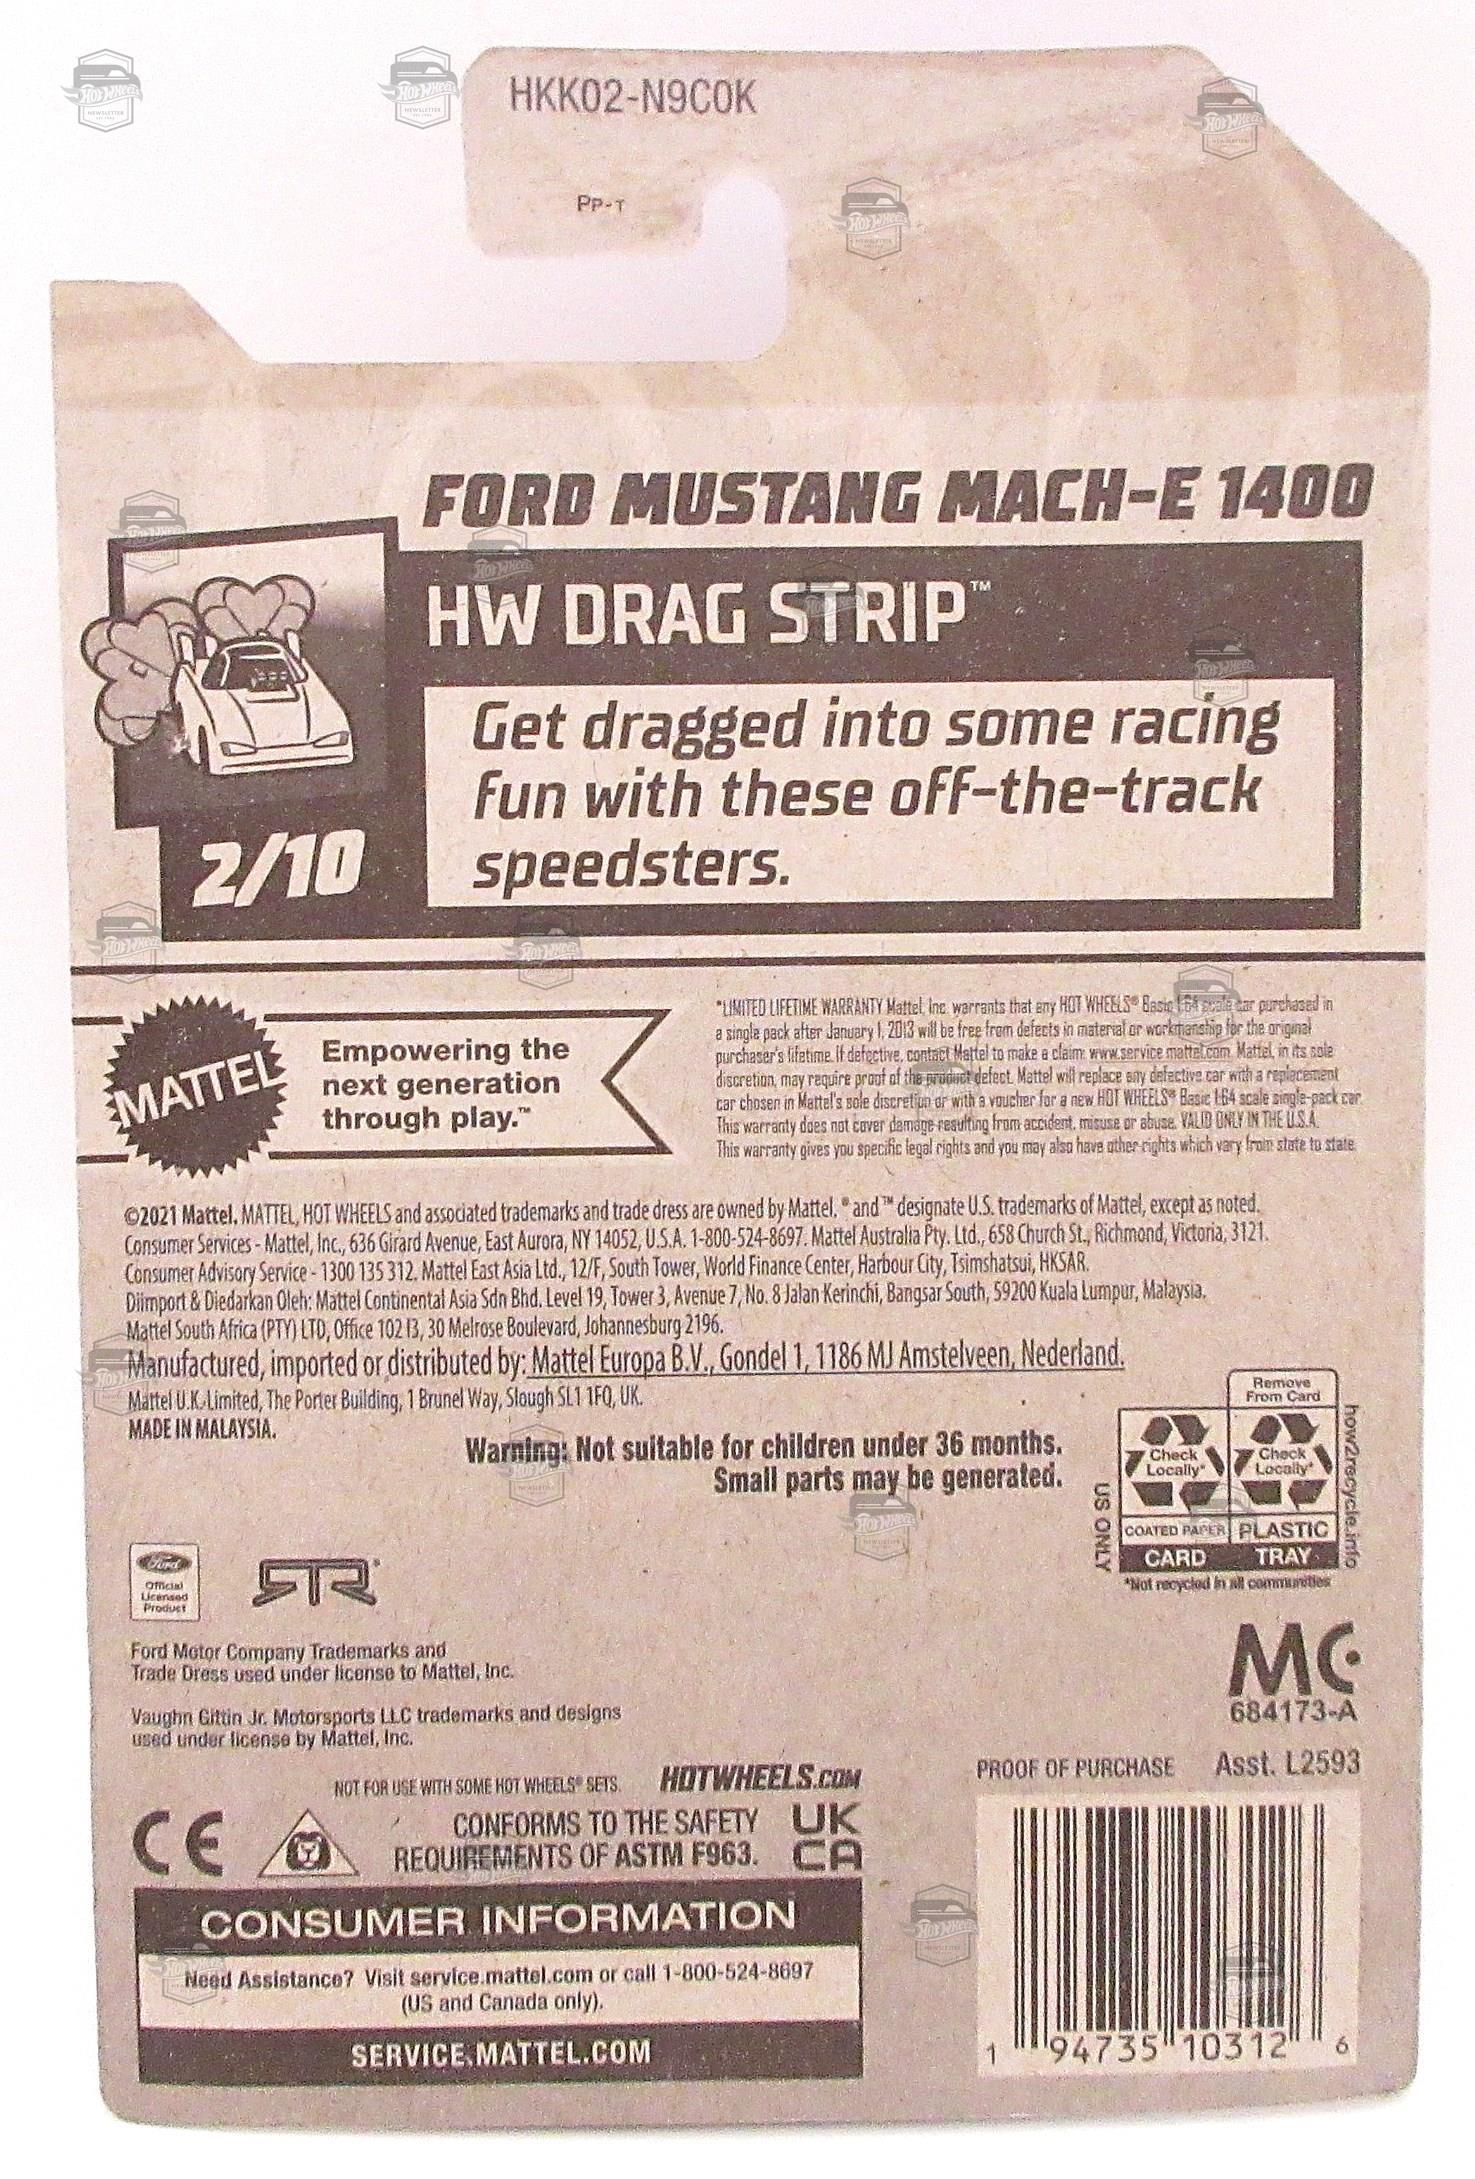 HKK02-N9C0K
PP-T
FORD MUSTANG MACH-E 1400
HW DRAG STRIP™
Get dragged into some racing
fun with these off-the-track
speedsters.
2/10
MATTEL
Empowering the
next generation
through play.™
*LIMITED LIFETIME WARRANTY Mattel, Inc. warrants that any HOT WHEELS® Basic 1:64 scale car purchased in
a single pack after January 1, 2013 will be free from defects in material or workmanship for the original
purchaser's lifetime. If defective, contact Mattel to make a claim: www.service.mattel.com. Mattel, in its sole
discretion, may require proof of the product defect. Mattel will replace any defective car with a replacement
car chosen in Mattel's sole discretion or with a voucher for a new HOT WHEELS® Basic 1:64 scale single-pack car.
This warranty does not cover damage resulting from accident, misuse or abuse. VALID ONLY IN THE U.S.A.
This warranty gives you specific legal rights and you may also have other rights which vary from state to state.
©2021 Mattel. MATTEL, HOT WHEELS and associated trademarks and trade dress are owned by Mattel. ® and ™ designate U.S. trademarks of Mattel, except as noted.
Consumer Services - Mattel, Inc., 636 Girard Avenue, East Aurora, NY 14052, U.S.A. 1-800-524-8697. Mattel Australia Pty. Ltd., 658 Church St., Richmond, Victoria, 3121.
Consumer Advisory Service - 1300 135 312. Mattel East Asia Ltd., 12/F, South Tower, World Finance Center, Harbour City, Tsimshatsui, HKSAR.
Diimport & Diedarkan Oleh: Mattel Continental Asia Sdn Bhd. Level 19, Tower 3, Avenue 7, No. 8 Jalan Kerinchi, Bangsar South, 59200 Kuala Lumpur, Malaysia.
Mattel South Africa (PTY) LTD, Office 102 I3, 30 Melrose Boulevard, Johannesburg 2196.
Manufactured, imported or distributed by: Mattel Europa B.V., Gondel 1, 1186 MJ Amstelveen, Nederland.
Mattel U.K. Limited, The Porter Building, 1 Brunel Way, Slough SL1 1FQ, UK.
MADE IN MALAYSIA.
Warning: Not suitable for children under 36 months.
Small parts may be generated.
Remove
From Card
Check
Locally*
Check
Locally*
COATED PAPER
PLASTIC
CARD
TRAY
US ONLY
how2recycle.info
*Not recycled in all communities
Ford
Official
Licensed
Product
RTR®
Ford Motor Company Trademarks and
Trade Dress used under license to Mattel, Inc.
Vaughn Gittin Jr. Motorsports LLC trademarks and designs
used under license by Mattel, Inc.
MC
684173-A
NOT FOR USE WITH SOME HOT WHEELS® SETS.
HOTWHEELS.COM
PROOF OF PURCHASE
Asst. L2593
CE
CONFORMS TO THE SAFETY
REQUIREMENTS OF ASTM F963.
UK
CA
CONSUMER INFORMATION
Need Assistance? Visit service.mattel.com or call 1-800-524-8697
(US and Canada only).
SERVICE.MATTEL.COM
1 94735 10312 6